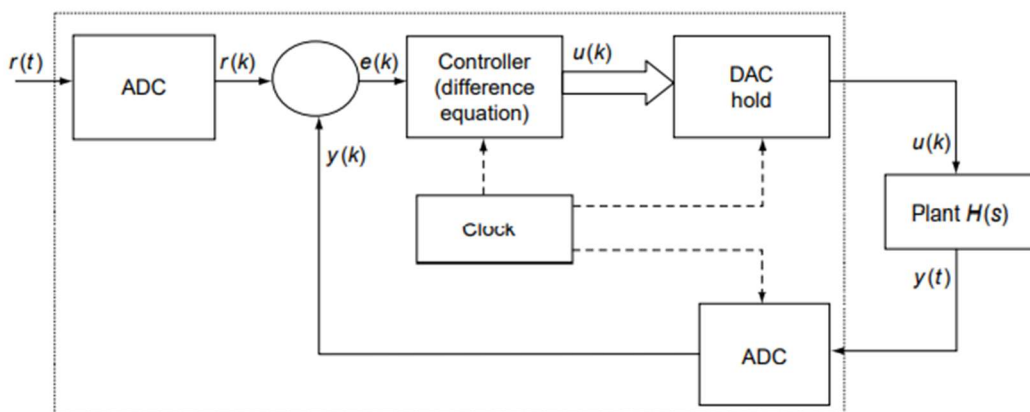 r(t)
ADC
r(k)
e(k)
Controller
(difference
equation)
u(k)
DAC
hold
y(k)
u(k)
Clock
Plant H(s)
y(t)
ADC